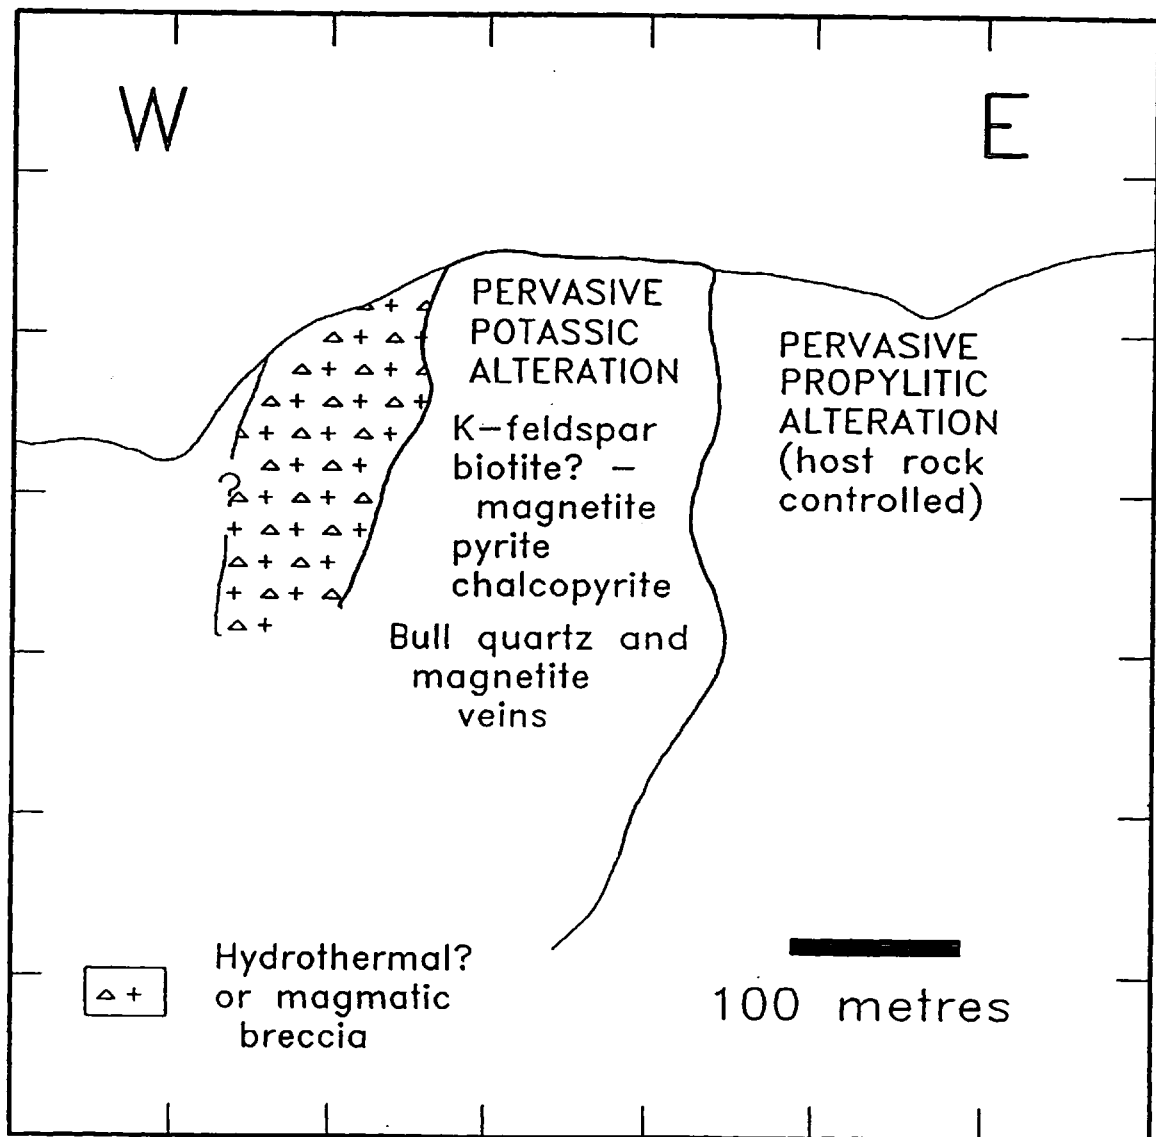 W
E
PERVASIVE
POTASSIC
ALTERATION
K-feldspar
biotite? -
magnetite
pyrite
chalcopyrite
Bull quartz and
magnetite
veins
PERVASIVE
PROPYLITIC
ALTERATION
(host rock
controlled)
?
Hydrothermal?
or magmatic
breccia
100 metres